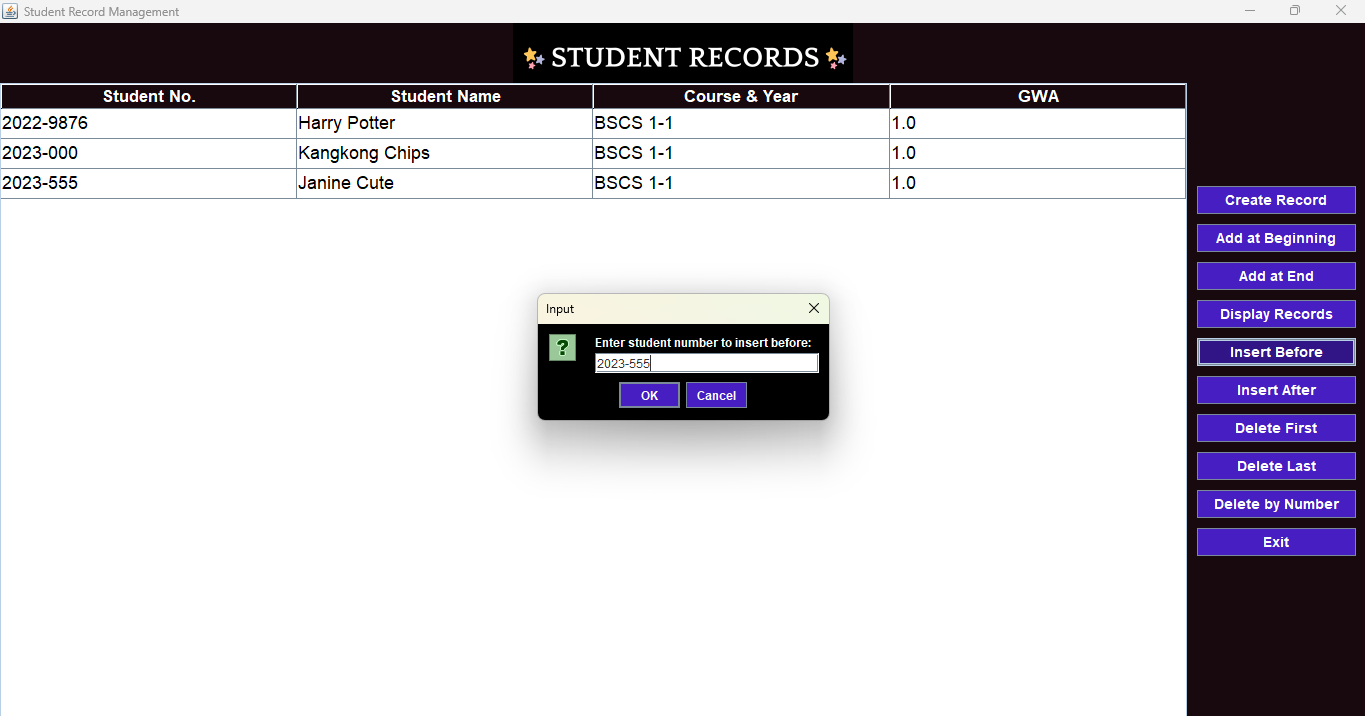 Student Record Management
STUDENT RECORDS
Student No. Student Name Course & Year GWA
2022-9876 Harry Potter BSCS 1-1 1.0
2023-000 Kangkong Chips BSCS 1-1 1.0
2023-555 Janine Cute BSCS 1-1 1.0
Input
? Enter student number to insert before:
2023-555
OK Cancel
Create Record
Add at Beginning
Add at End
Display Records
Insert Before
Insert After
Delete First
Delete Last
Delete by Number
Exit